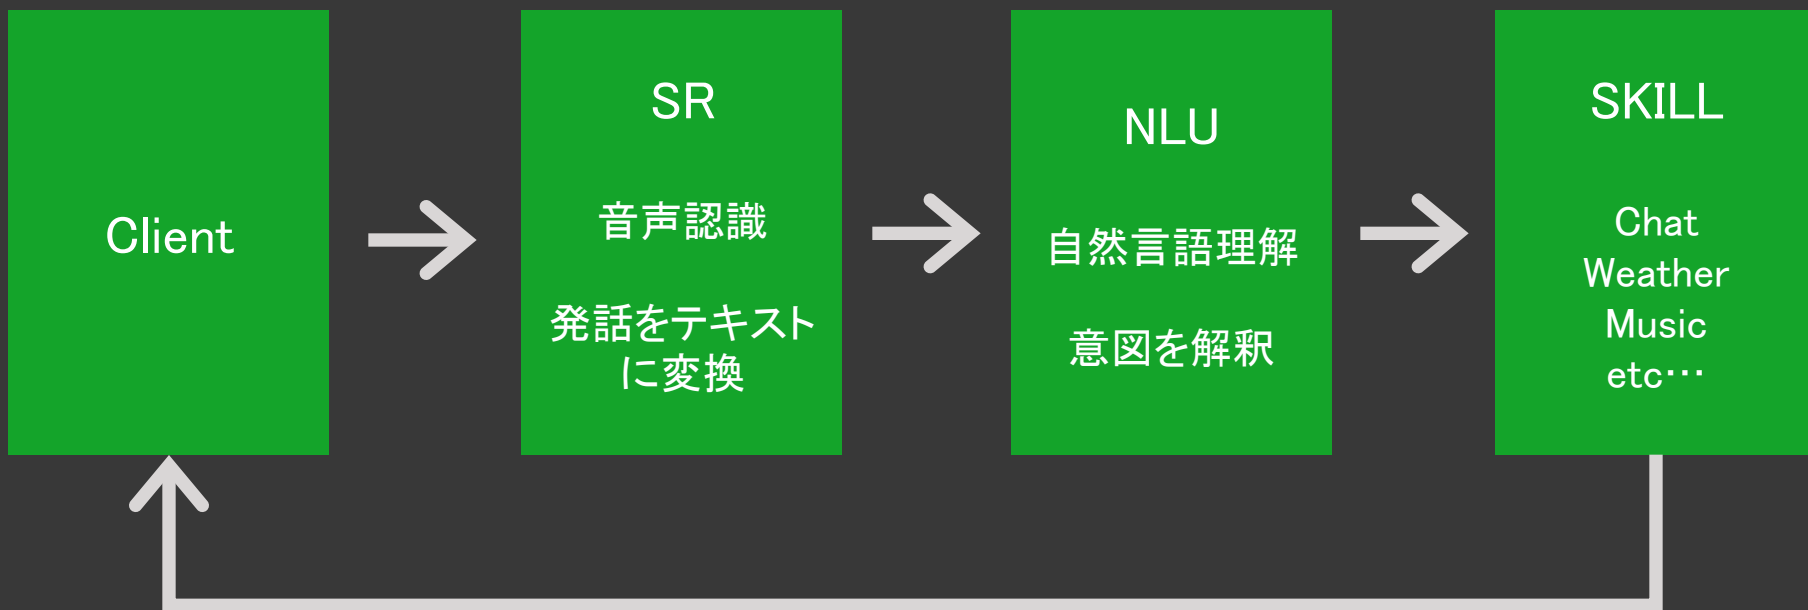 Client
SR
音声認識
発話をテキスト
に変換
NLU
自然言語理解
意図を解釈
SKILL
Chat
Weather
Music
etc…